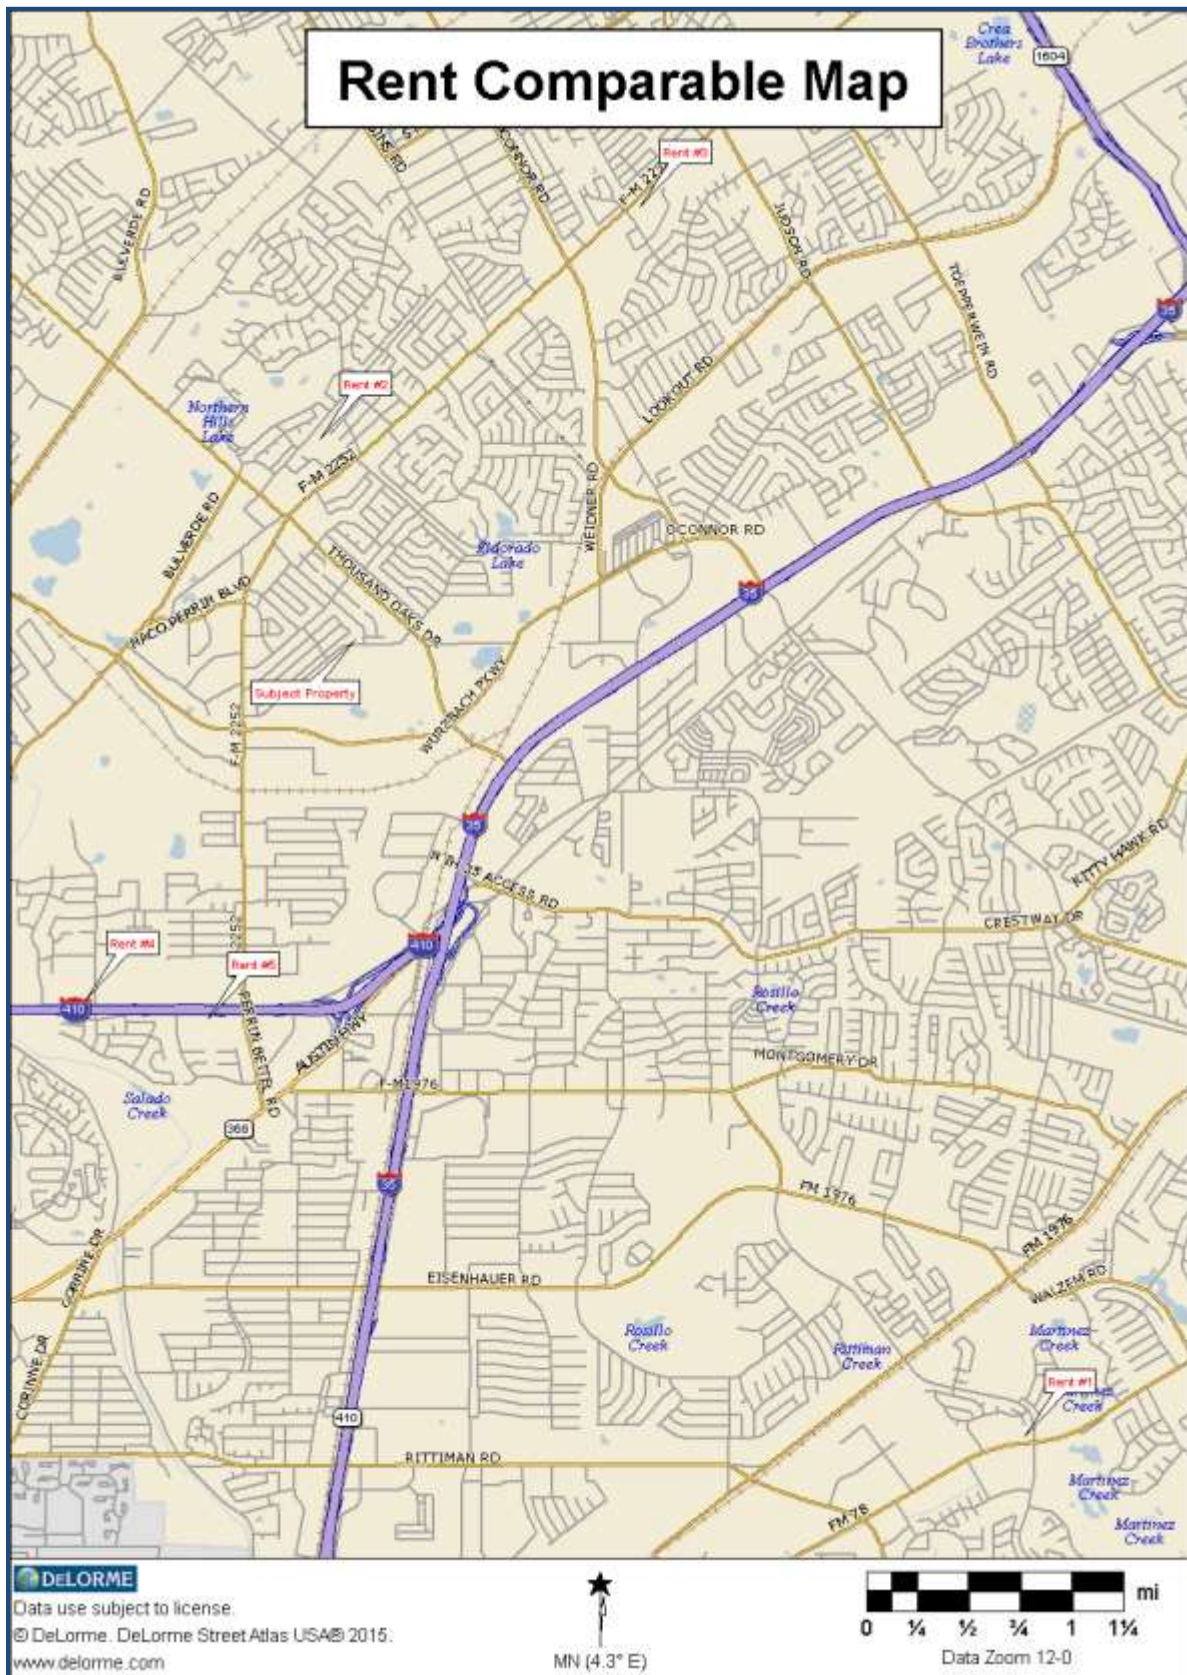 Rent Comparable Map
Crea
Brothers
Lake
1604
OCONNOR RD
Rent #3
F-M 2252
BULVERDE RD
JUDSON RD
TOEPPERWEIN RD
35
Rent #2
Northern
Hills
Lake
LOOKOUT RD
F-M 2252
WEIDNER RD
BULVERDE RD
OCONNOR RD
Eldorado
Lake
THOUSAND OAKS DR
35
NACO PERRIN BLVD
Subject Property
F-M 2252
WURZBACH PKWY
35
KITTY HAWK RD
N IH-35 ACCESS RD
CRESTWAY DR
2252
Rent #4
410
Rent #5
Rosillo
Creek
410
PERRIN BEITEL RD
AUSTIN HWY
MONTGOMERY DR
F-M1976
Salado
Creek
368
35
FM 1976
FM 1976
CORRINE DR
EISENHAUER RD
WALZEM RD
Rosillo
Creek
Rittiman
Creek
Martinez
Creek
CORINNE DR
Rent #1
Creek
410
RITTIMAN RD
Martinez
Creek
FM 78
Martinez
Creek
DELORME
Data use subject to license.
© DeLorme. DeLorme Street Atlas USA® 2015.
www.delorme.com
MN (4.3° E)
mi
0 ¼ ½ ¾ 1 1¼
Data Zoom 12-0